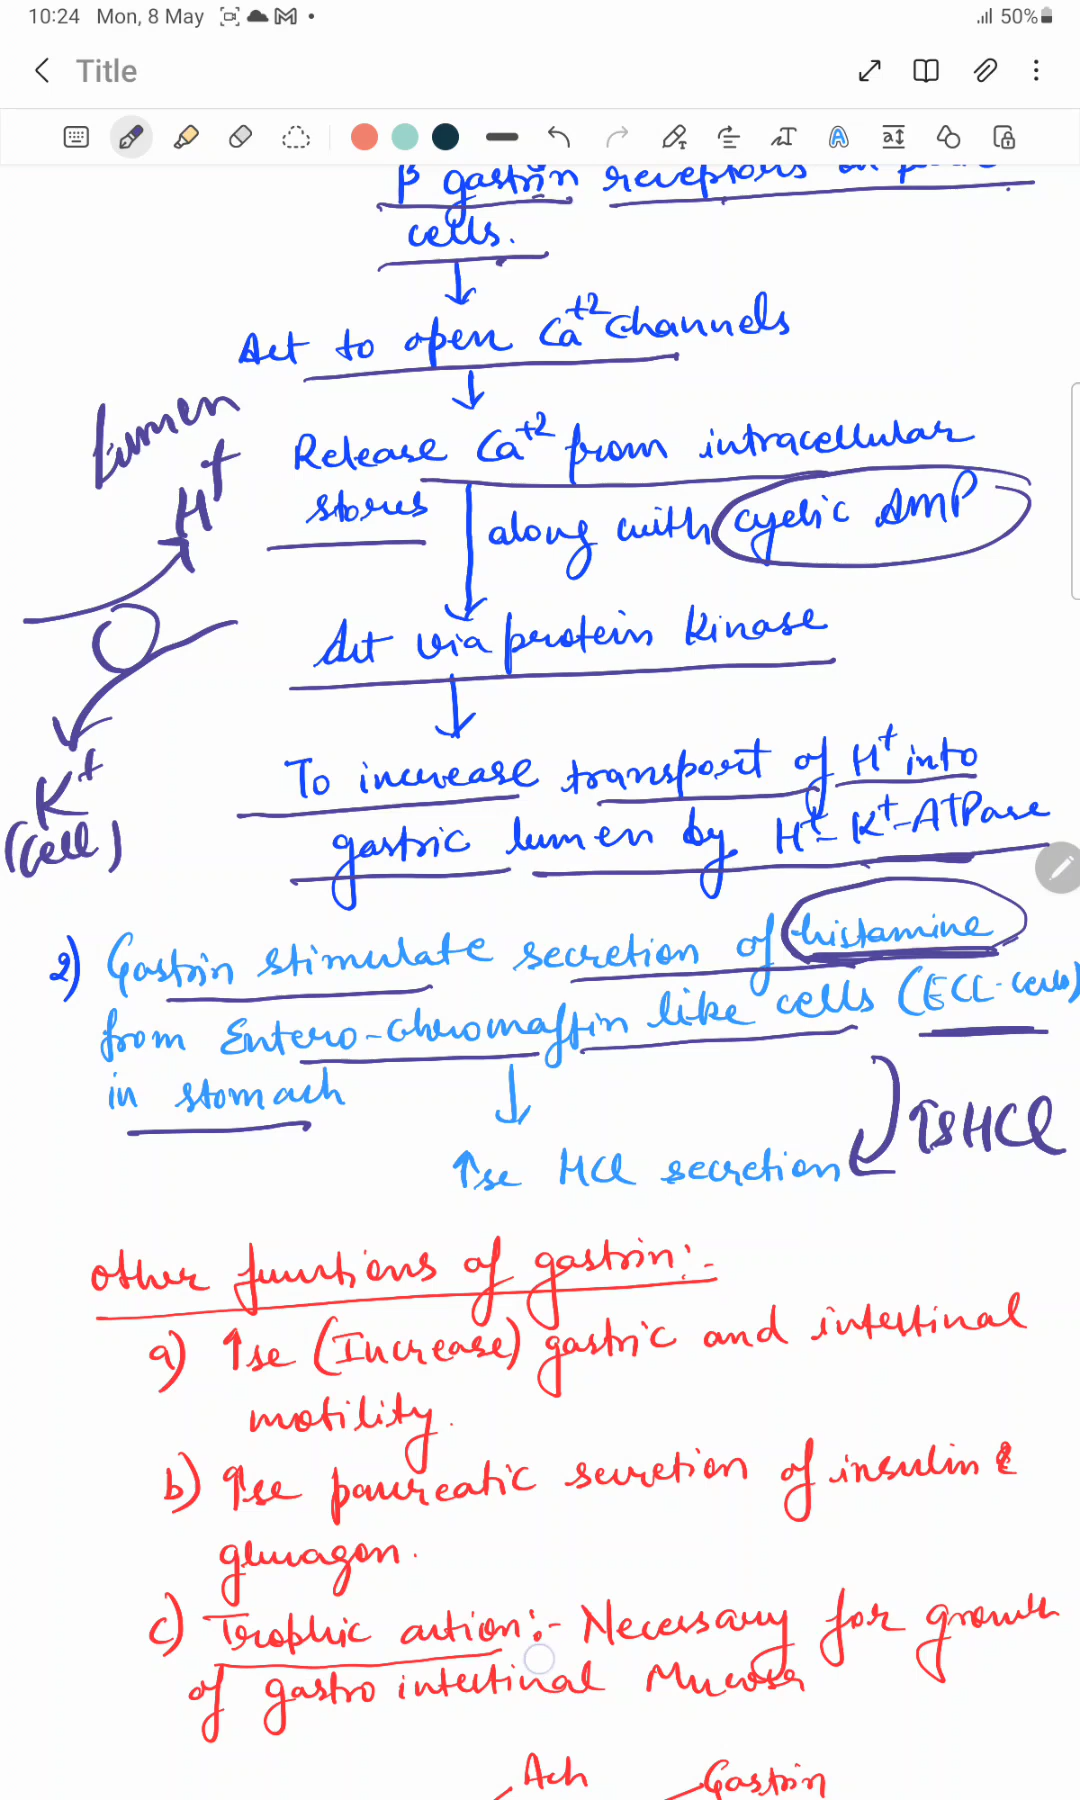 10:24 Mon, 8 May 50%
Title
β gastrin receptors
cells.
Act to open Ca+2 channels
Lumen
H+
Release Ca+2 from intracellular
stores along with cyclic AMP
Act via protein kinase
K+
(cell)
To increase transport of H+ into
gastric lumen by H+-K+-ATPase
2) Gastrin stimulate secretion of histamine
from Entero-chromaffin like cells (ECL-cells)
in stomach
↑s HCl
↑se HCl secretion
Other functions of gastrin:-
a) ↑se (Increase) gastric and intestinal
motility.
b) ↑se pancreatic secretion of insulin &
glucagon.
c) Trophic action:- Necessary for growth
of gastro intestinal Mucosa
Ach Gastrin